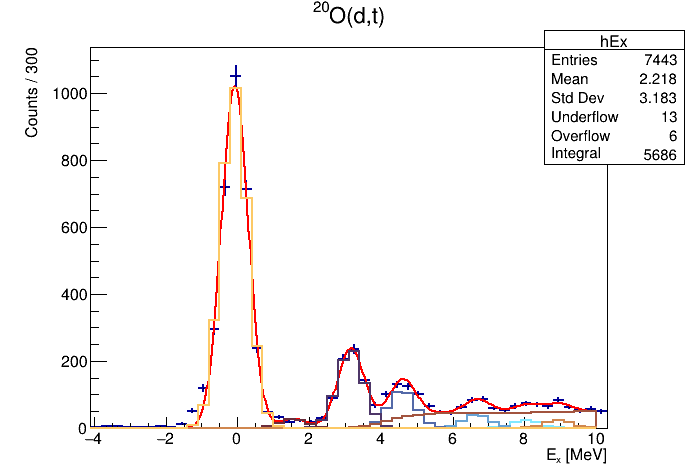 ²⁰O(d,t)
hEx
Entries 7443
Mean 2.218
Std Dev 3.183
Underflow 13
Overflow 6
Integral 5686
Counts / 300
1000
800
600
400
200
0
−4 −2 0 2 4 6 8 10
Eₓ [MeV]